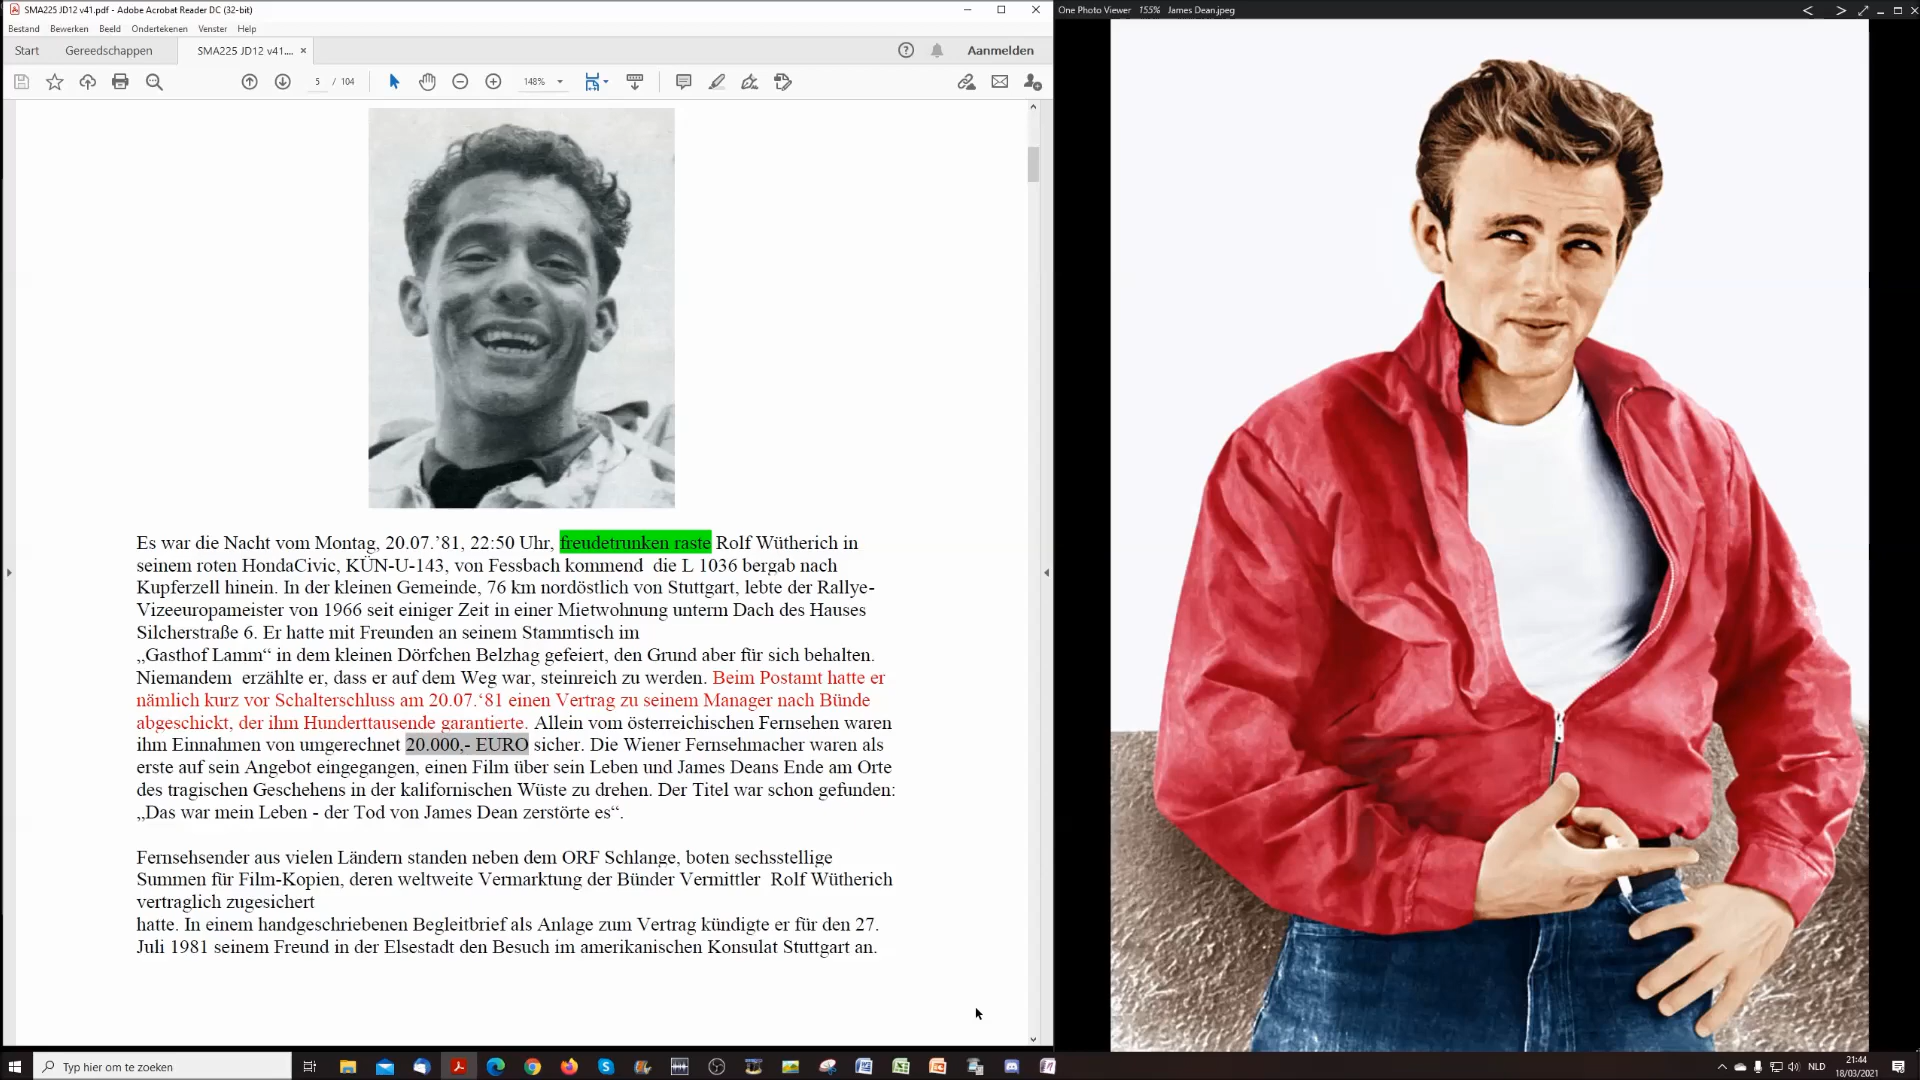 SMA225 JD12 v41.pdf - Adobe Acrobat Reader DC (32-bit)
Bestand Bewerken Beeld Ondertekenen Venster Help
Start Gereedschappen SMA225 JD12 v41.... × Aanmelden
5 / 104 148%
Es war die Nacht vom Montag, 20.07.’81, 22:50 Uhr, freudetrunken raste Rolf Wütherich in
seinem roten HondaCivic, KÜN-U-143, von Fessbach kommend die L 1036 bergab nach
Kupferzell hinein. In der kleinen Gemeinde, 76 km nordöstlich von Stuttgart, lebte der Rallye-
Vizeeuropameister von 1966 seit einiger Zeit in einer Mietwohnung unterm Dach des Hauses
Silcherstraße 6. Er hatte mit Freunden an seinem Stammtisch im
„Gasthof Lamm“ in dem kleinen Dörfchen Belzhag gefeiert, den Grund aber für sich behalten.
Niemandem erzählte er, dass er auf dem Weg war, steinreich zu werden. Beim Postamt hatte er
nämlich kurz vor Schalterschluss am 20.07.‘81 einen Vertrag zu seinem Manager nach Bünde
abgeschickt, der ihm Hunderttausende garantierte. Allein vom österreichischen Fernsehen waren
ihm Einnahmen von umgerechnet 20.000,- EURO sicher. Die Wiener Fernsehmacher waren als
erste auf sein Angebot eingegangen, einen Film über sein Leben und James Deans Ende am Orte
des tragischen Geschehens in der kalifornischen Wüste zu drehen. Der Titel war schon gefunden:
„Das war mein Leben - der Tod von James Dean zerstörte es“.
Fernsehsender aus vielen Ländern standen neben dem ORF Schlange, boten sechsstellige
Summen für Film-Kopien, deren weltweite Vermarktung der Bünder Vermittler Rolf Wütherich
vertraglich zugesichert
hatte. In einem handgeschriebenen Begleitbrief als Anlage zum Vertrag kündigte er für den 27.
Juli 1981 seinem Freund in der Elsestadt den Besuch im amerikanischen Konsulat Stuttgart an.
One Photo Viewer 155% James Dean.jpeg
Typ hier om te zoeken
NLD
21:44
18/03/2021